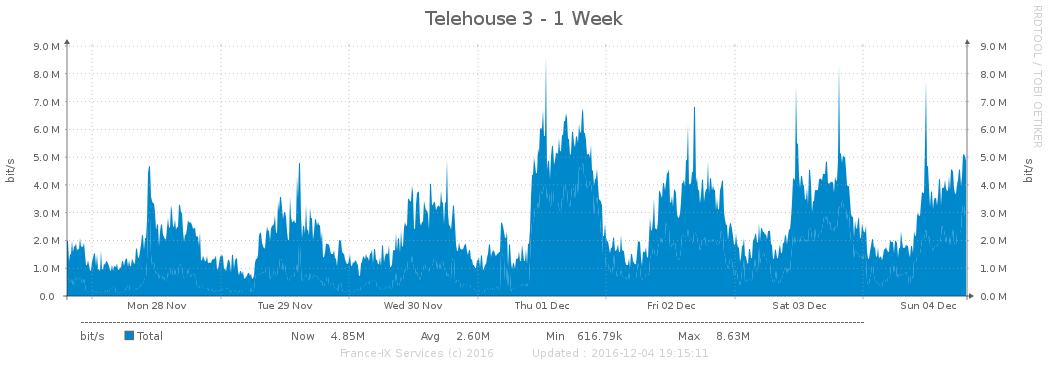 Telehouse 3 - 1 Week
RRDTOOL / TOBI OETIKER
bit/s
bit/s
9.0 M 9.0 M
8.0 M 8.0 M
7.0 M 7.0 M
6.0 M 6.0 M
5.0 M 5.0 M
4.0 M 4.0 M
3.0 M 3.0 M
2.0 M 2.0 M
1.0 M 1.0 M
0.0 0.0 M
Mon 28 Nov Tue 29 Nov Wed 30 Nov Thu 01 Dec Fri 02 Dec Sat 03 Dec Sun 04 Dec
bit/s Total Now 4.85M Avg 2.60M Min 616.79k Max 8.63M
France-IX Services (c) 2016 Updated : 2016-12-04 19:15:11